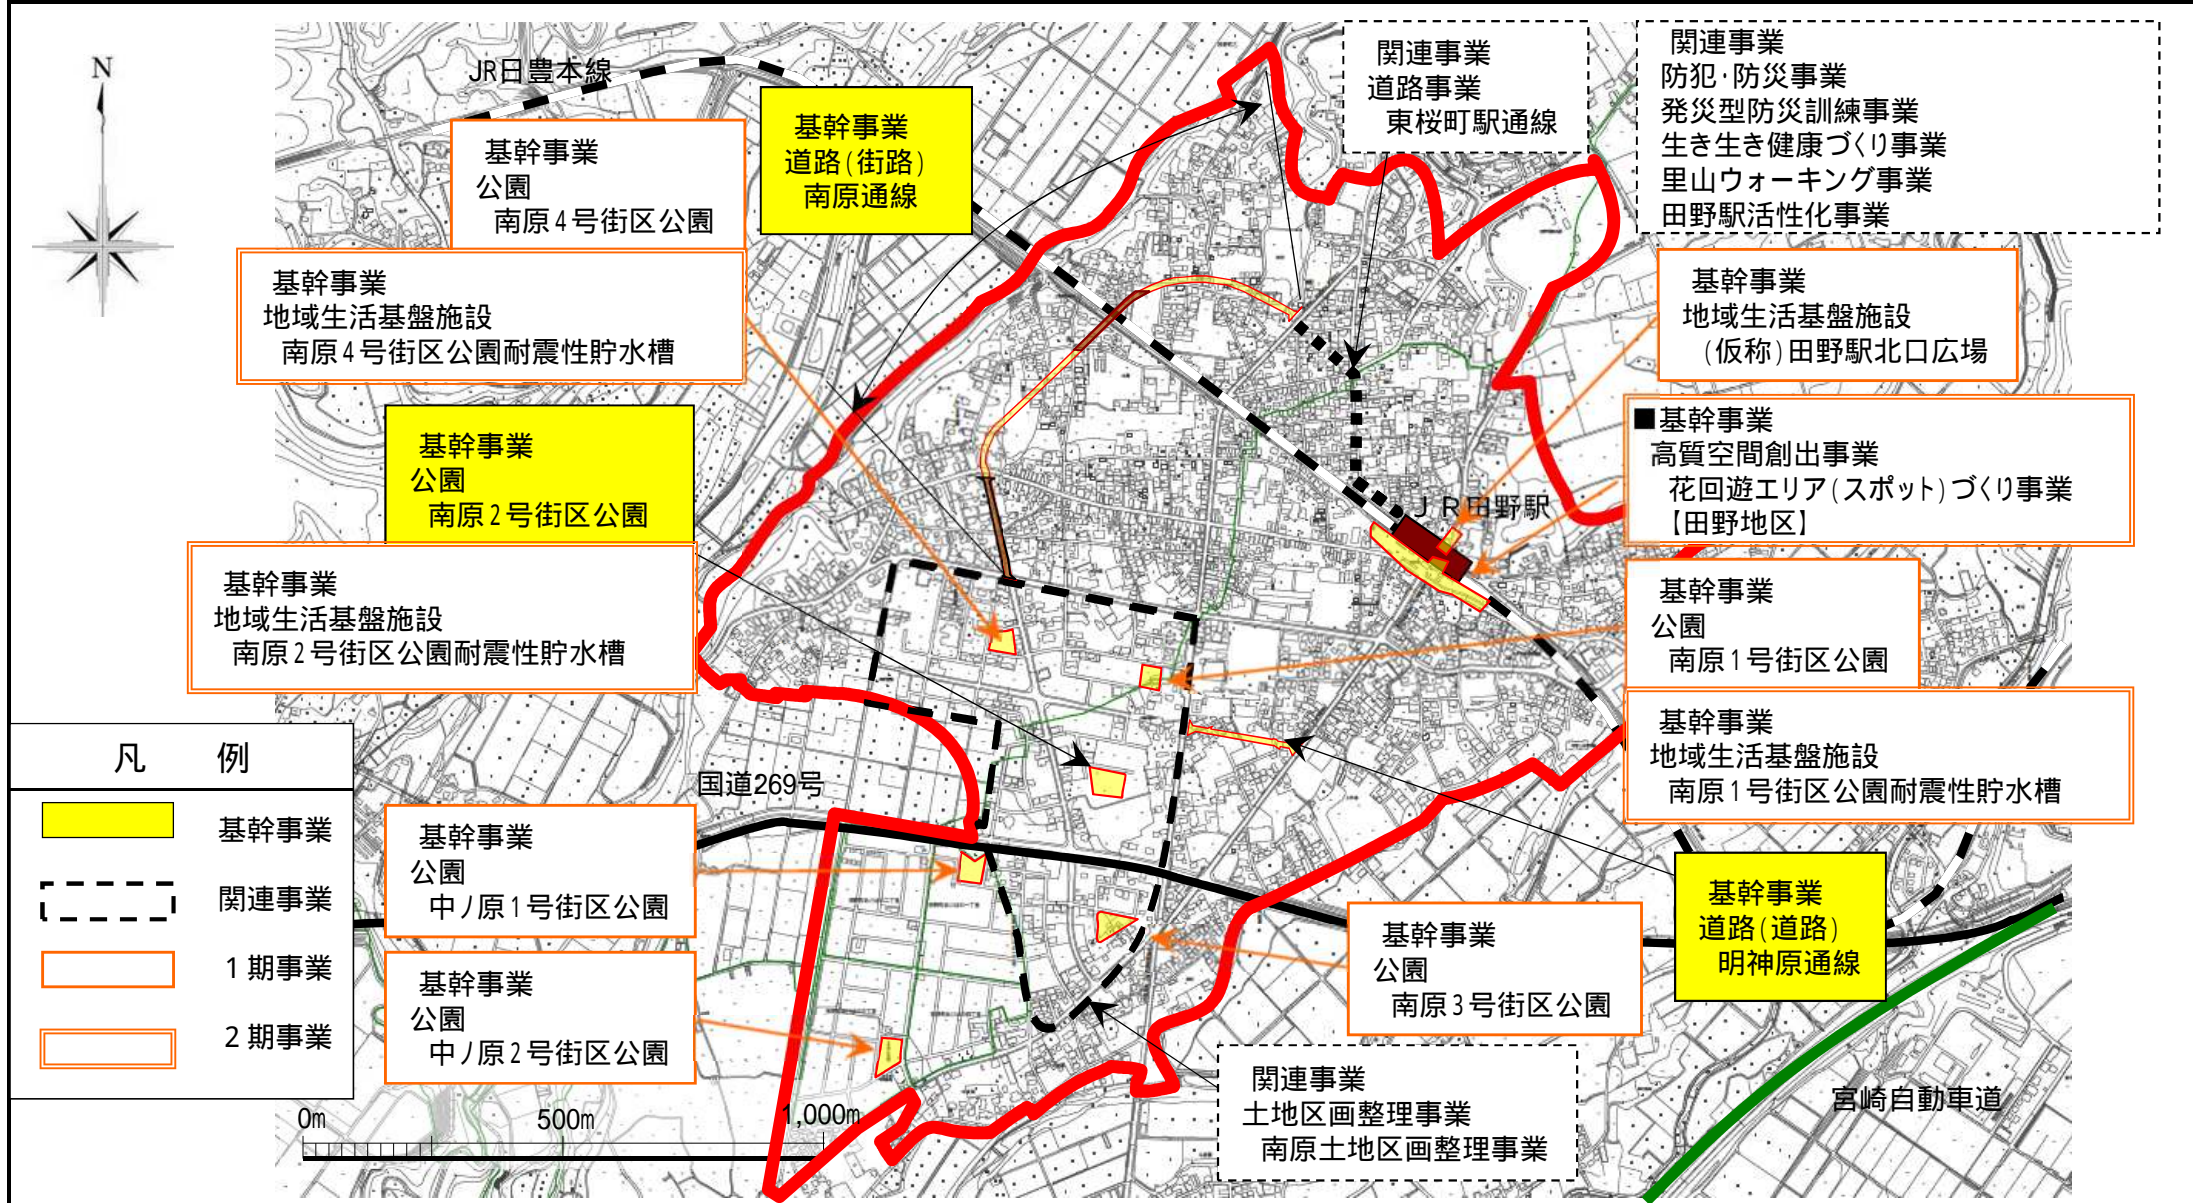 N
JR日豊本線
基幹事業
公園
南原4号街区公園
基幹事業
道路(街路)
南原通線
関連事業
道路事業
東桜町駅通線
関連事業
防犯・防災事業
発災型防災訓練事業
生き生き健康づくり事業
里山ウォーキング事業
田野駅活性化事業
基幹事業
地域生活基盤施設
南原4号街区公園耐震性貯水槽
基幹事業
地域生活基盤施設
(仮称)田野駅北口広場
基幹事業
公園
南原2号街区公園
■基幹事業
高質空間創出事業
花回遊エリア(スポット)づくり事業
【田野地区】
JR田野駅
基幹事業
地域生活基盤施設
南原2号街区公園耐震性貯水槽
基幹事業
公園
南原1号街区公園
基幹事業
地域生活基盤施設
南原1号街区公園耐震性貯水槽
国道269号
凡 例
基幹事業
関連事業
1期事業
2期事業
基幹事業
公園
中ノ原1号街区公園
基幹事業
公園
中ノ原2号街区公園
基幹事業
公園
南原3号街区公園
基幹事業
道路(道路)
明神原通線
関連事業
土地区画整理事業
南原土地区画整理事業
宮崎自動車道
0m 500m 1,000m